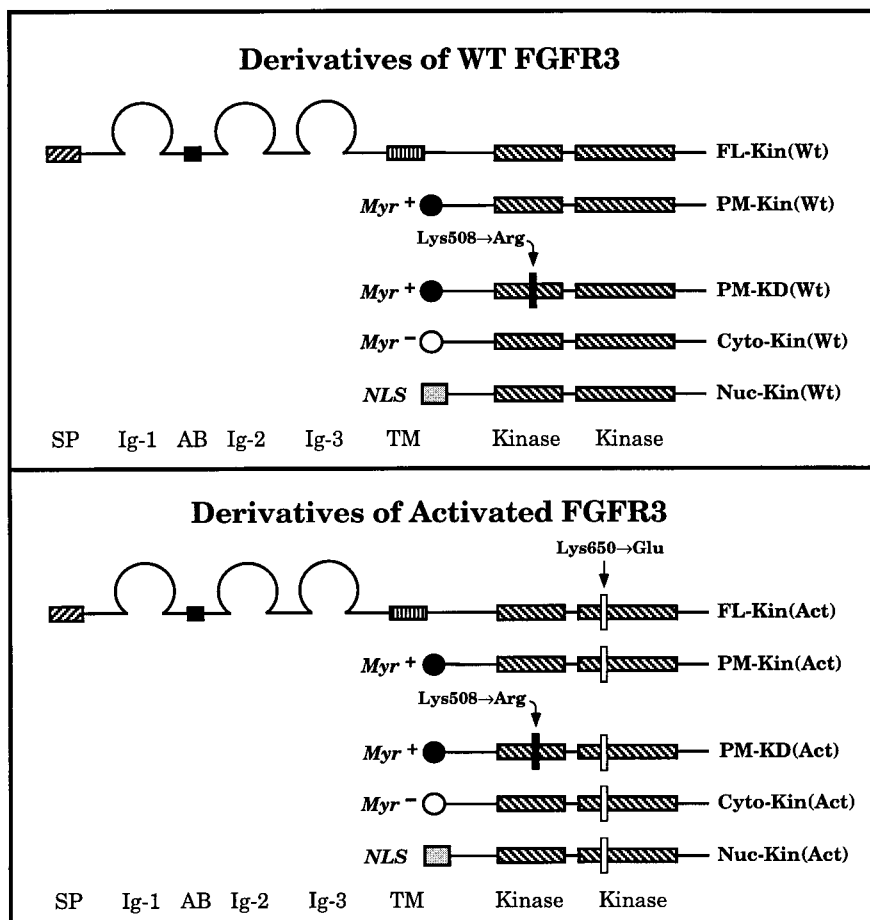 Derivatives of WT FGFR3
FL-Kin(Wt)
Myr + PM-Kin(Wt)
Lys508→Arg
Myr + PM-KD(Wt)
Myr − Cyto-Kin(Wt)
NLS Nuc-Kin(Wt)
SP Ig-1 AB Ig-2 Ig-3 TM Kinase Kinase
Derivatives of Activated FGFR3
Lys650→Glu
FL-Kin(Act)
Myr + PM-Kin(Act)
Lys508→Arg
Myr + PM-KD(Act)
Myr − Cyto-Kin(Act)
NLS Nuc-Kin(Act)
SP Ig-1 AB Ig-2 Ig-3 TM Kinase Kinase